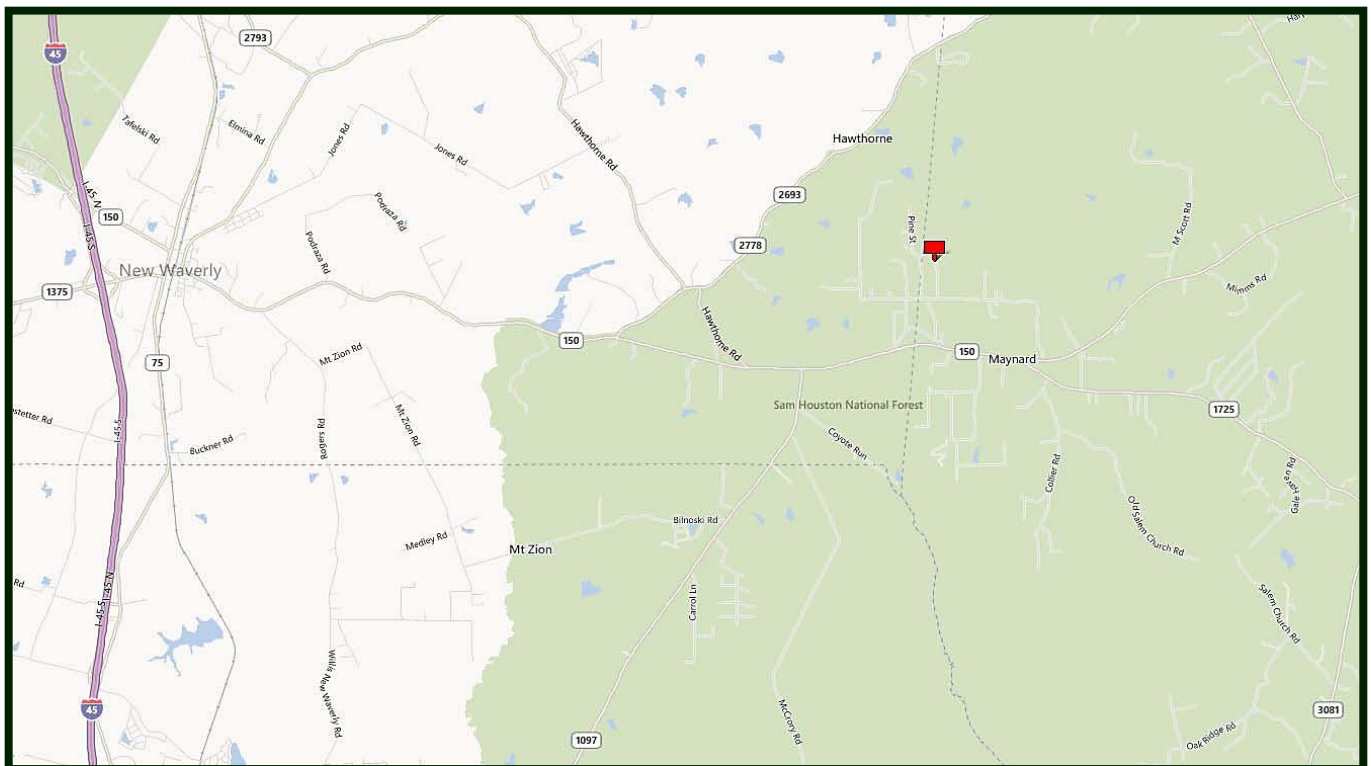 45
2793
Harp
Tafelski Rd
Elmina Rd
Jones Rd
Jones Rd
Hawthorne Rd
Hawthorne
I-45 N
I-45 S
150
Podraza Rd
2693
Pine St
M Scott Rd
Podraza Rd
2778
New Waverly
1375
Mimms Rd
Hawthorne Rd
150
75
Mt Zion Rd
150
Maynard
Sam Houston National Forest
1725
Mt Zion Rd
stetter Rd
I-45 S
Buckner Rd
Rogers Rd
Coyote Run
Collier Rd
Gale Rd
Old Salem Church Rd
Bilnoski Rd
Medley Rd
Mt Zion
Rd
I-45 N
I-45 S
Carrol Ln
Salem Church Rd
Willis New Waverly Rd
45
McCrory Rd
3081
Oak Ridge Rd
1097